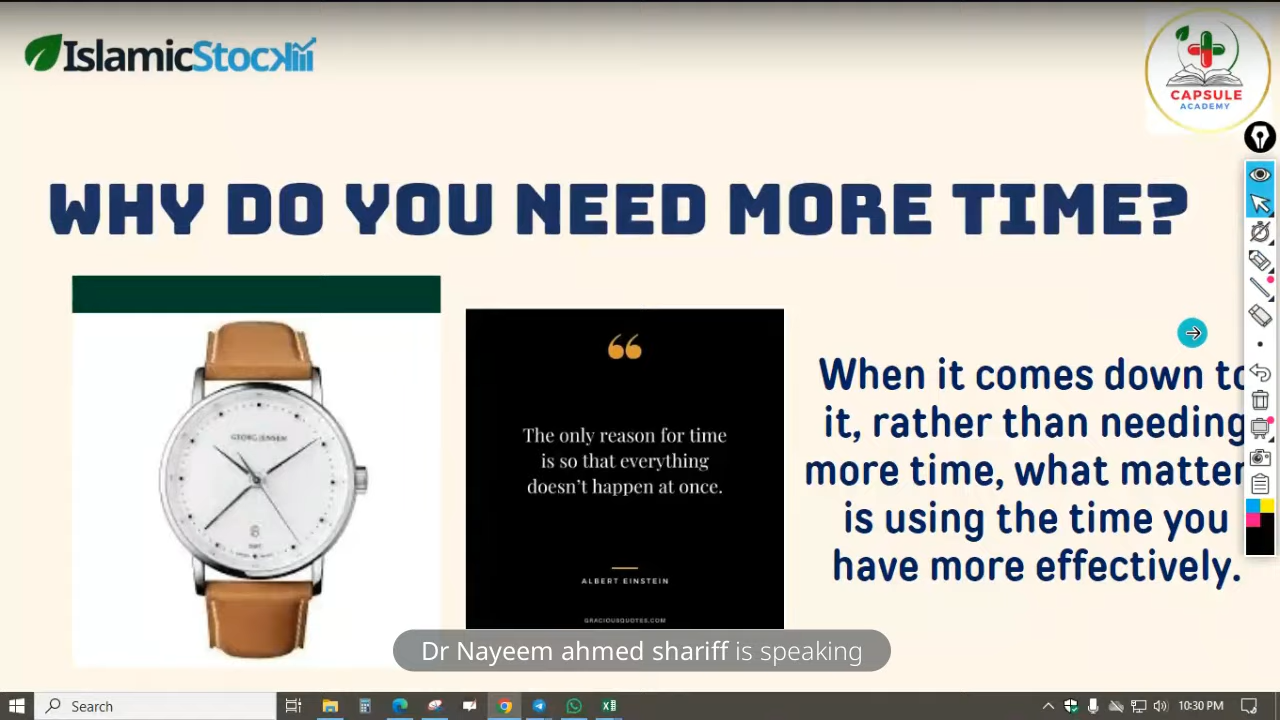 IslamicStock
CAPSULE
ACADEMY
WHY DO YOU NEED MORE TIME?
GEORG JENSEN
The only reason for time
is so that everything
doesn't happen at once.
ALBERT EINSTEIN
GRACIOUSQUOTES.COM
When it comes down to
it, rather than needing
more time, what matter
is using the time you
have more effectively.
Dr Nayeem ahmed shariff is speaking
Search
10:30 PM